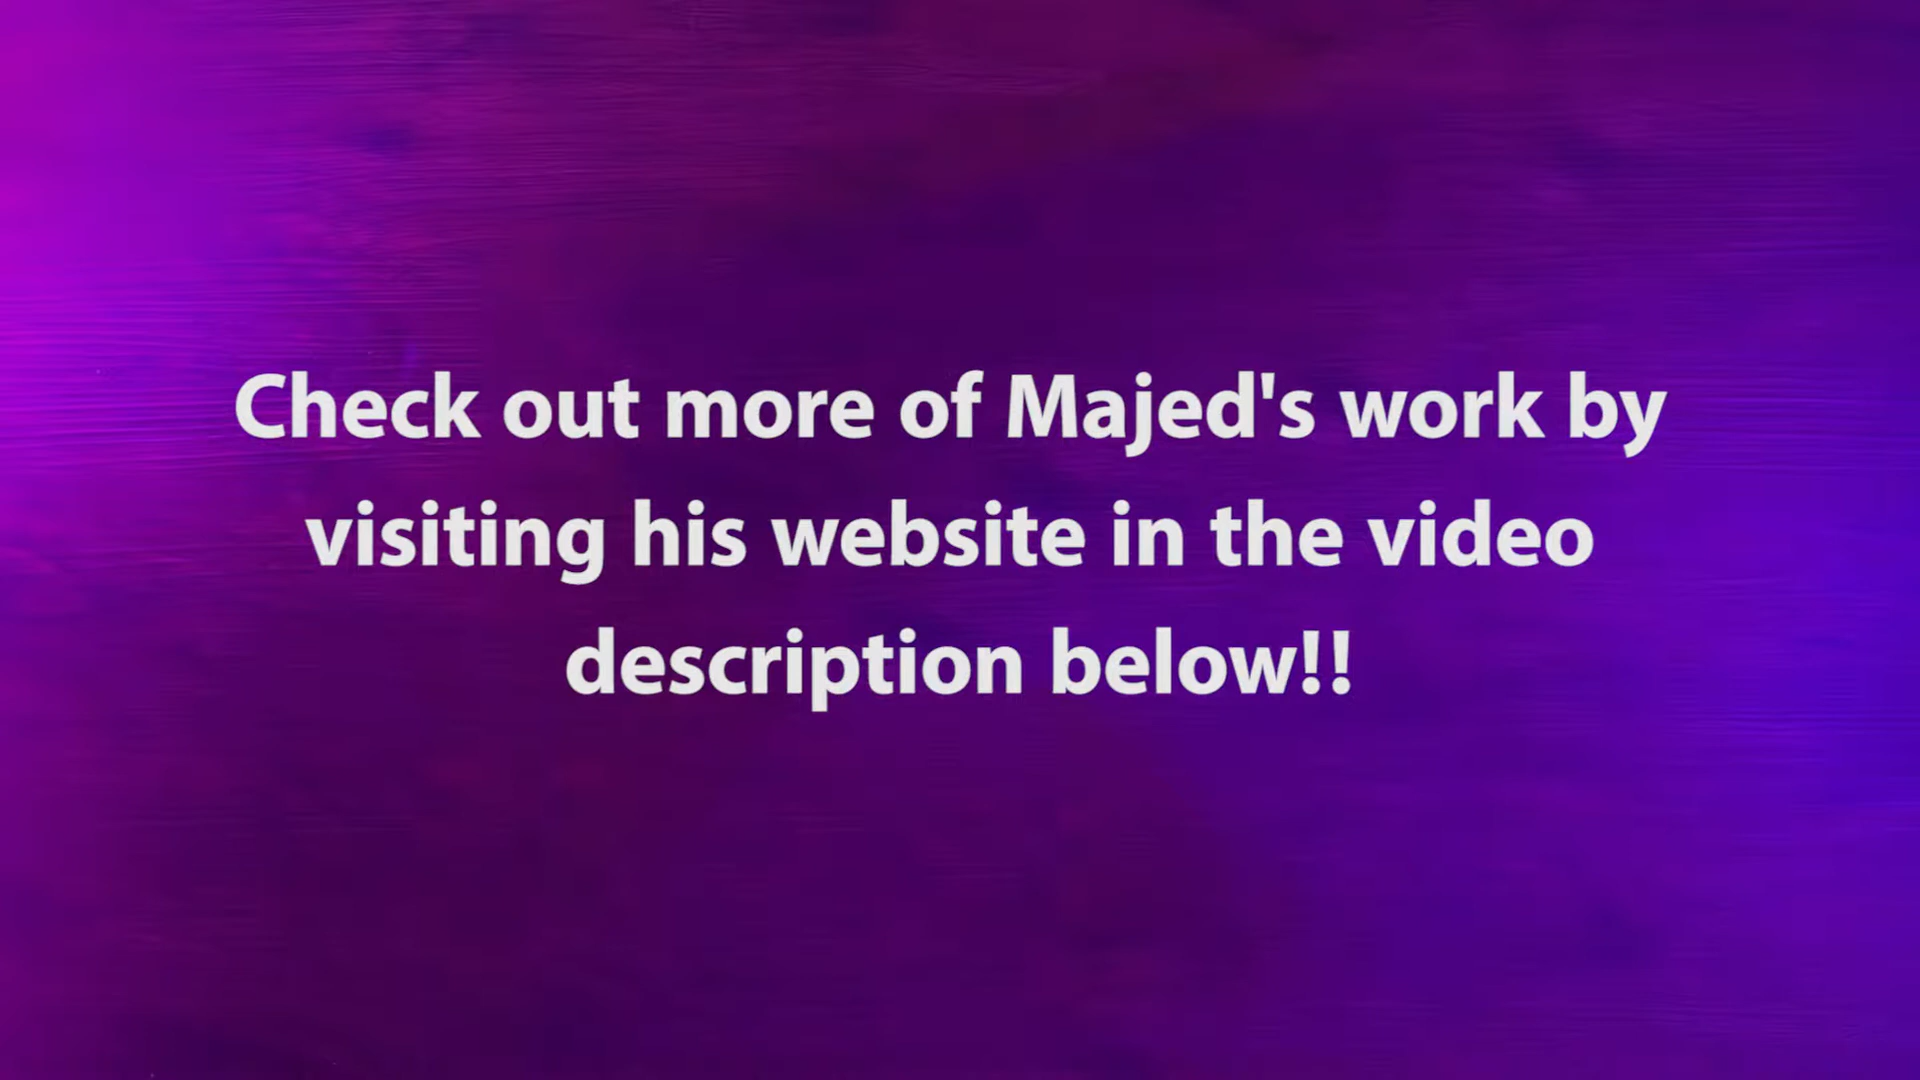 Check out more of Majed's work by
visiting his website in the video
description below!!